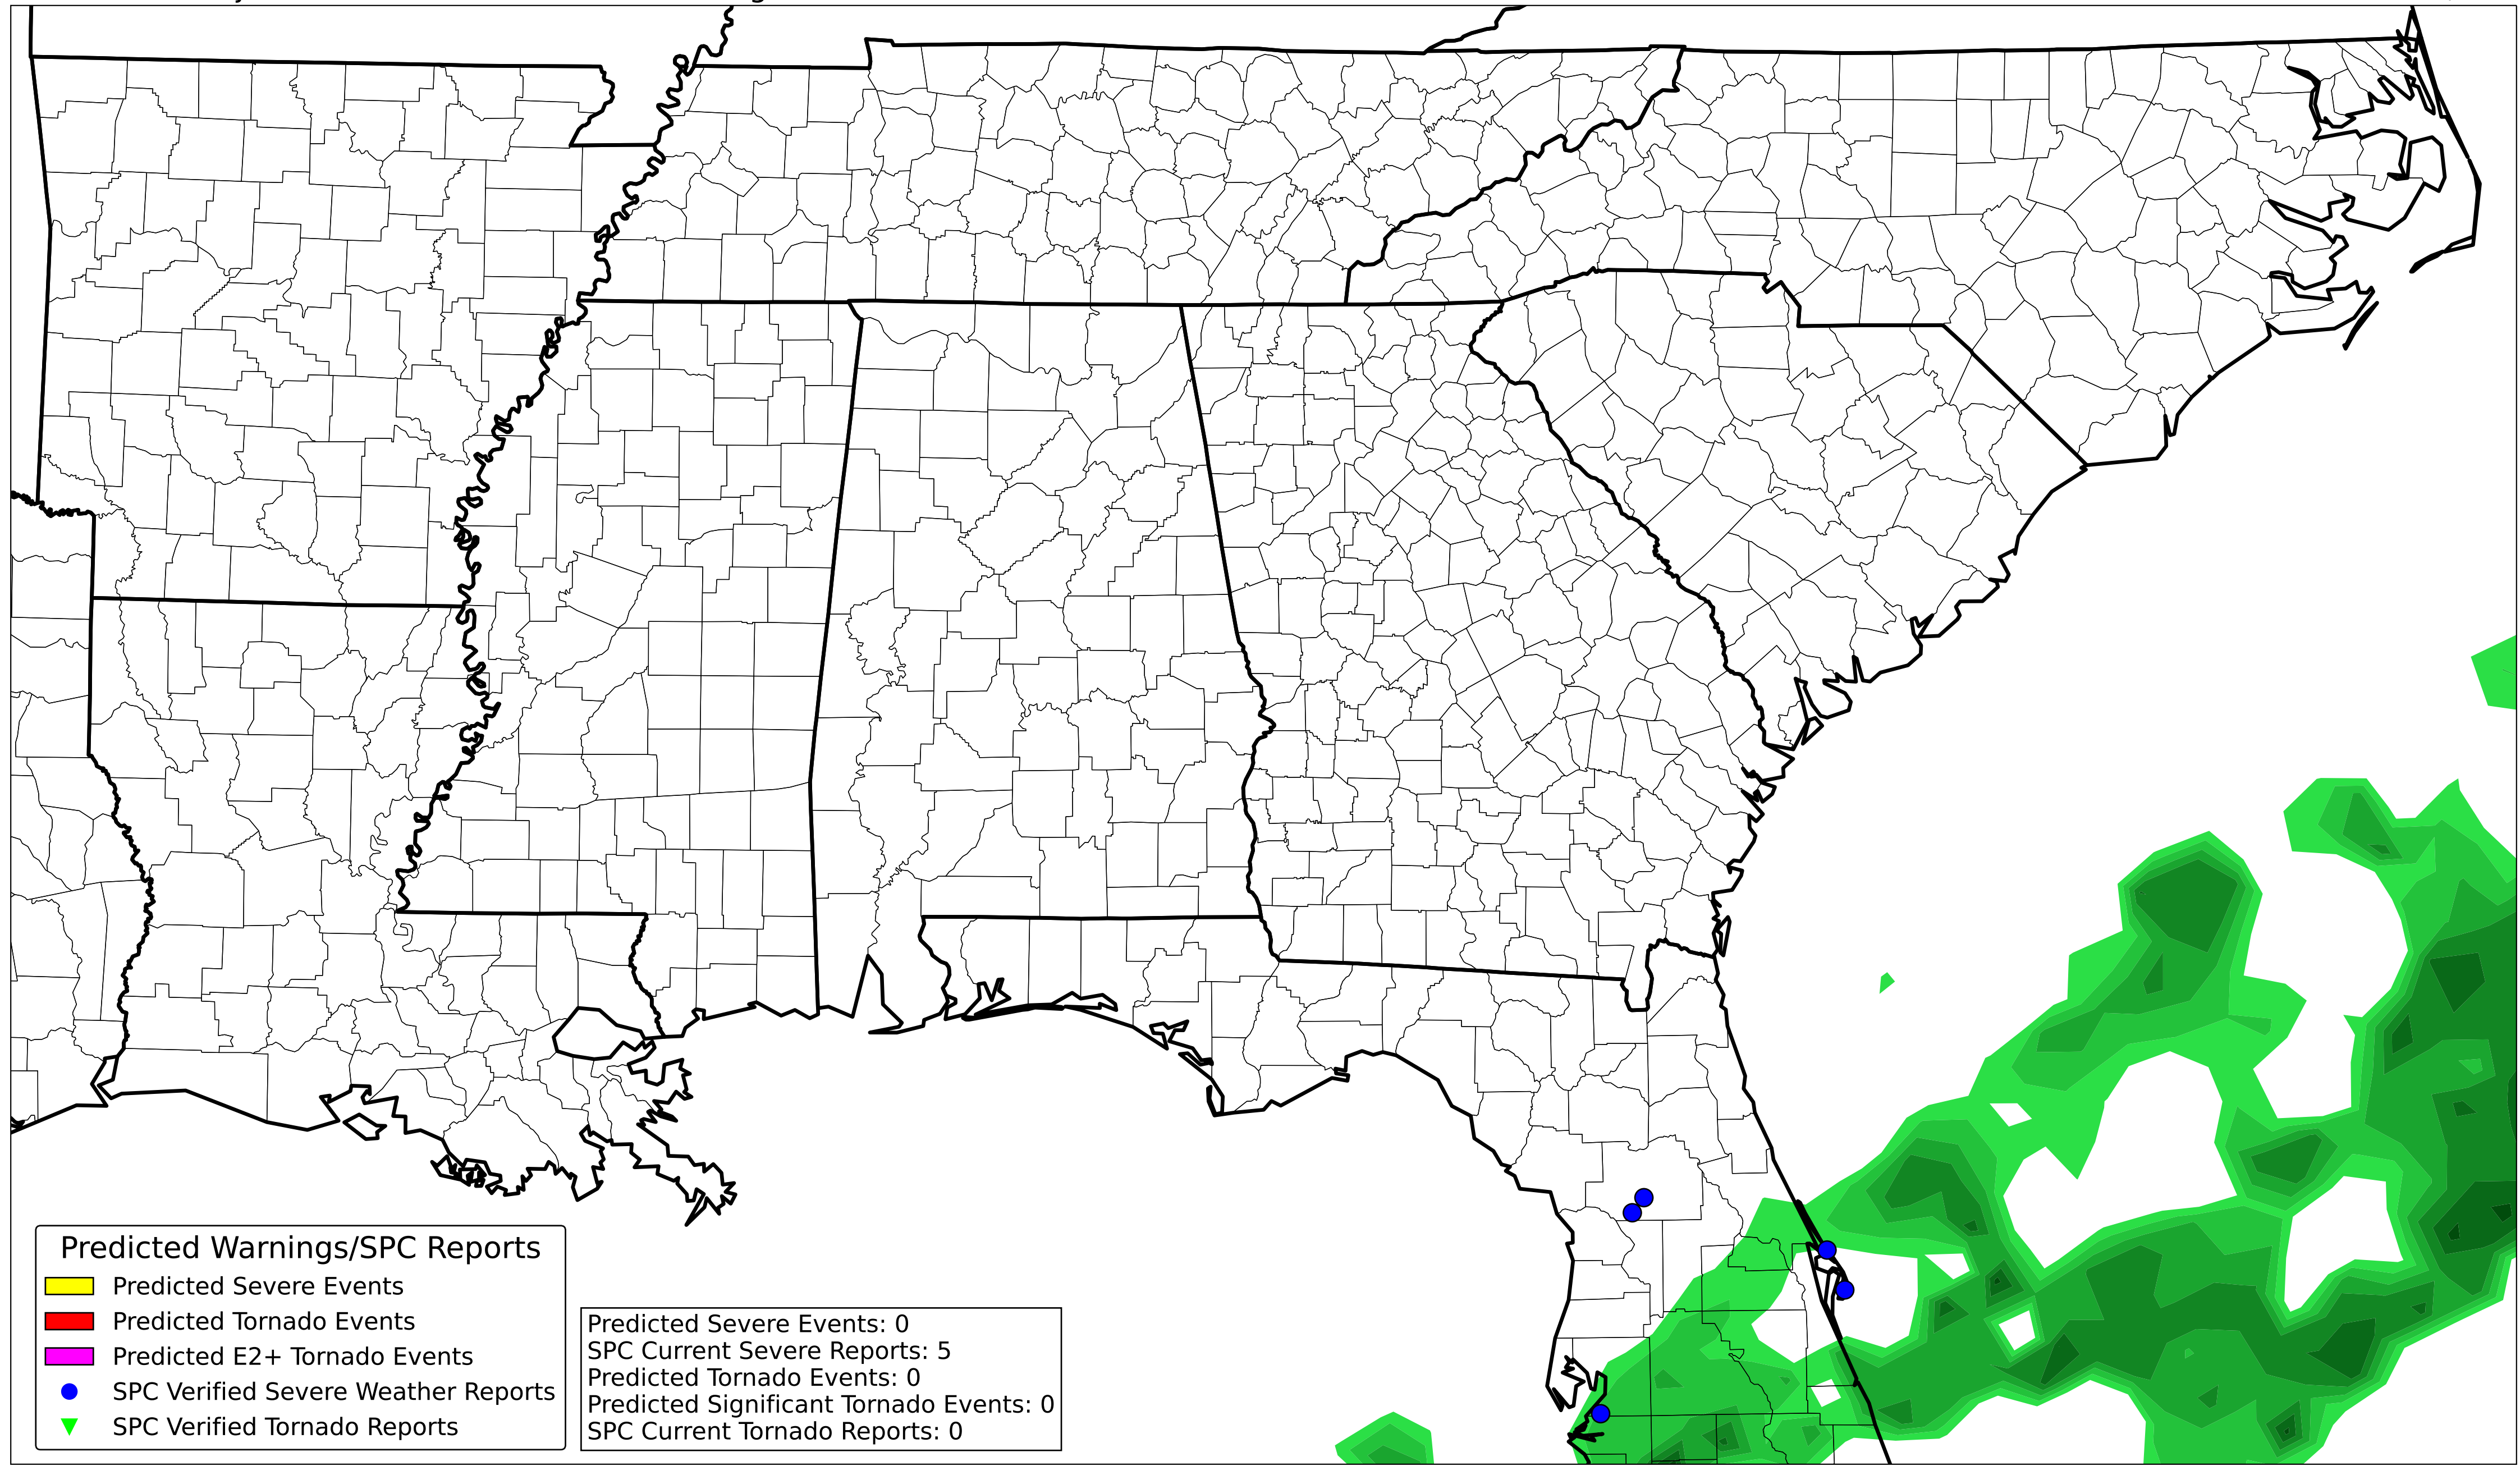 Predicted Warnings/SPC Reports
Predicted Severe Events
Predicted Tornado Events
Predicted E2+ Tornado Events
SPC Verified Severe Weather Reports
SPC Verified Tornado Reports
Predicted Severe Events: 0
SPC Current Severe Reports: 5
Predicted Tornado Events: 0
Predicted Significant Tornado Events: 0
SPC Current Tornado Reports: 0